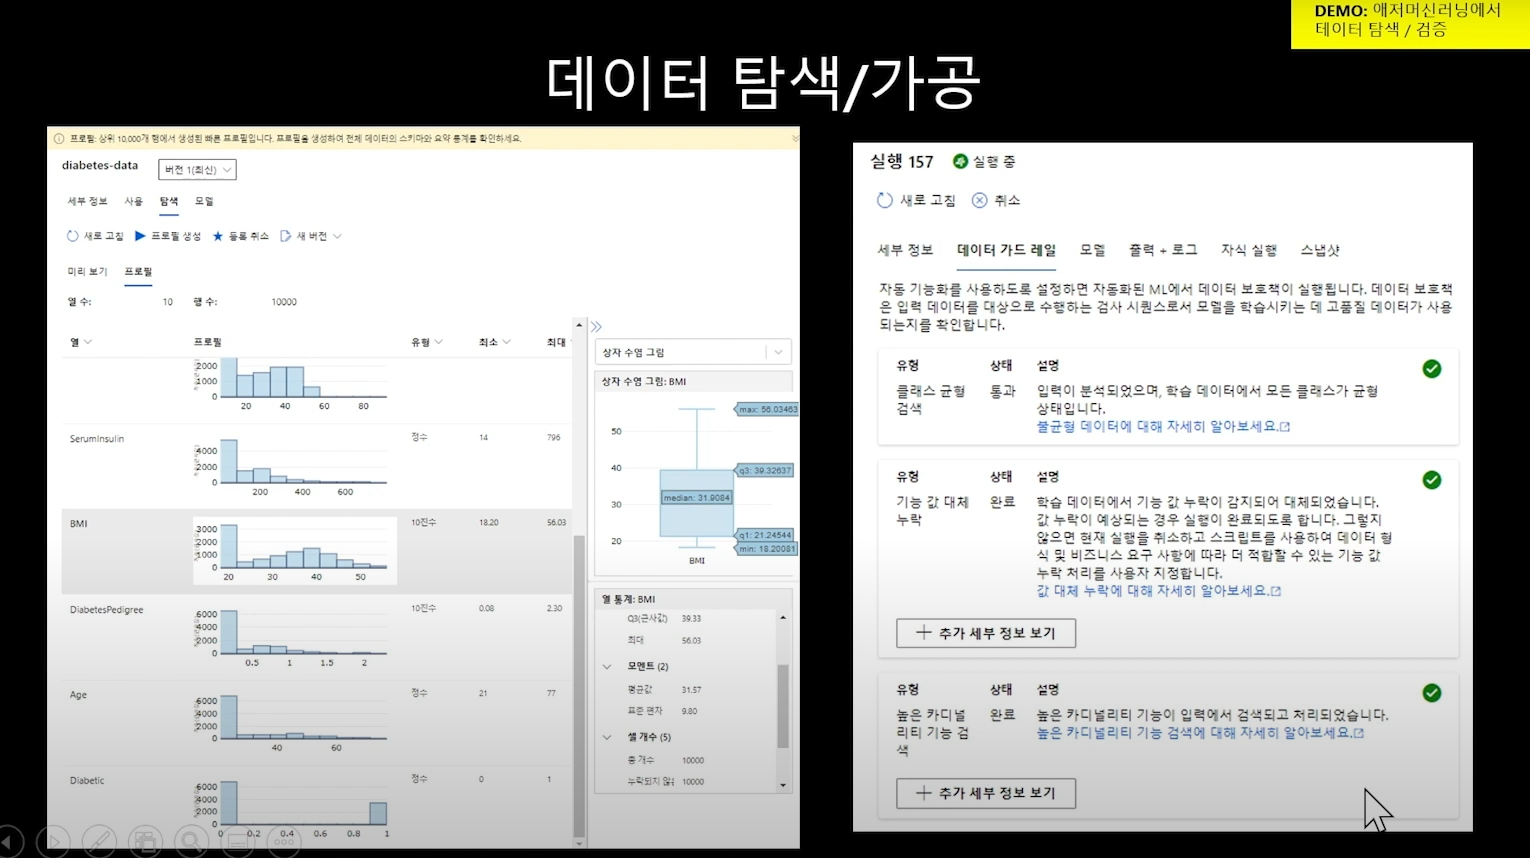 DEMO: 애저머신러닝에서
데이터 탐색 / 검증
데이터 탐색/가공
프로필: 상위 10,000개 행에서 생성된 빠른 프로필입니다. 프로필을 생성하여 전체 데이터의 스키마와 요약 통계를 확인하세요.
diabetes-data
버전 1(최신)
세부 정보 사용 탐색 모델
새로 고침 프로필 생성 등록 취소 새 버전
미리 보기 프로필
열 수: 10 행 수: 10000
열 프로필 유형 최소 최대
2000
1000
0
20 40 60 80
SerumInsulin 정수 14 796
4000
2000
0
200 400 600
BMI 10진수 18.20 56.03
3000
2000
1000
0
20 30 40 50
DiabetesPedigree 10진수 0.08 2.30
6000
4000
2000
0
0.5 1 1.5 2
Age 정수 21 77
6000
4000
2000
0
40 60
Diabetic 정수 0 1
6000
4000
2000
0
0 0.2 0.4 0.6 0.8 1
상자 수염 그림
상자 수염 그림: BMI
max: 56.03463
50
40
q3: 39.32637
median: 31.9084
30
q1: 21.24544
20
min: 18.20081
BMI
열 통계: BMI
Q3(근사값) 39.33
최대 56.03
모멘트 (2)
평균값 31.57
표준 편차 9.80
셀 개수 (5)
총 개수 10000
누락되지 않 10000
실행 157 실행 중
새로 고침 취소
세부 정보 데이터 가드 레일 모델 출력 + 로그 자식 실행 스냅샷
자동 기능화를 사용하도록 설정하면 자동화된 ML에서 데이터 보호책이 실행됩니다. 데이터 보호책
은 입력 데이터를 대상으로 수행하는 검사 시퀀스로서 모델을 학습시키는 데 고품질 데이터가 사용
되는지를 확인합니다.
유형 상태 설명
클래스 균형 통과 입력이 분석되었으며, 학습 데이터에서 모든 클래스가 균형
검색 상태입니다.
불균형 데이터에 대해 자세히 알아보세요.
유형 상태 설명
기능 값 대체 완료 학습 데이터에서 기능 값 누락이 감지되어 대체되었습니다.
누락 값 누락이 예상되는 경우 실행이 완료되도록 합니다. 그렇지
않으면 현재 실행을 취소하고 스크립트를 사용하여 데이터 형
식 및 비즈니스 요구 사항에 따라 더 적합할 수 있는 기능 값
누락 처리를 사용자 지정합니다.
값 대체 누락에 대해 자세히 알아보세요.
추가 세부 정보 보기
유형 상태 설명
높은 카디널 완료 높은 카디널리티 기능이 입력에서 검색되고 처리되었습니다.
리티 기능 검 높은 카디널리티 기능 검색에 대해 자세히 알아보세요.
색
추가 세부 정보 보기